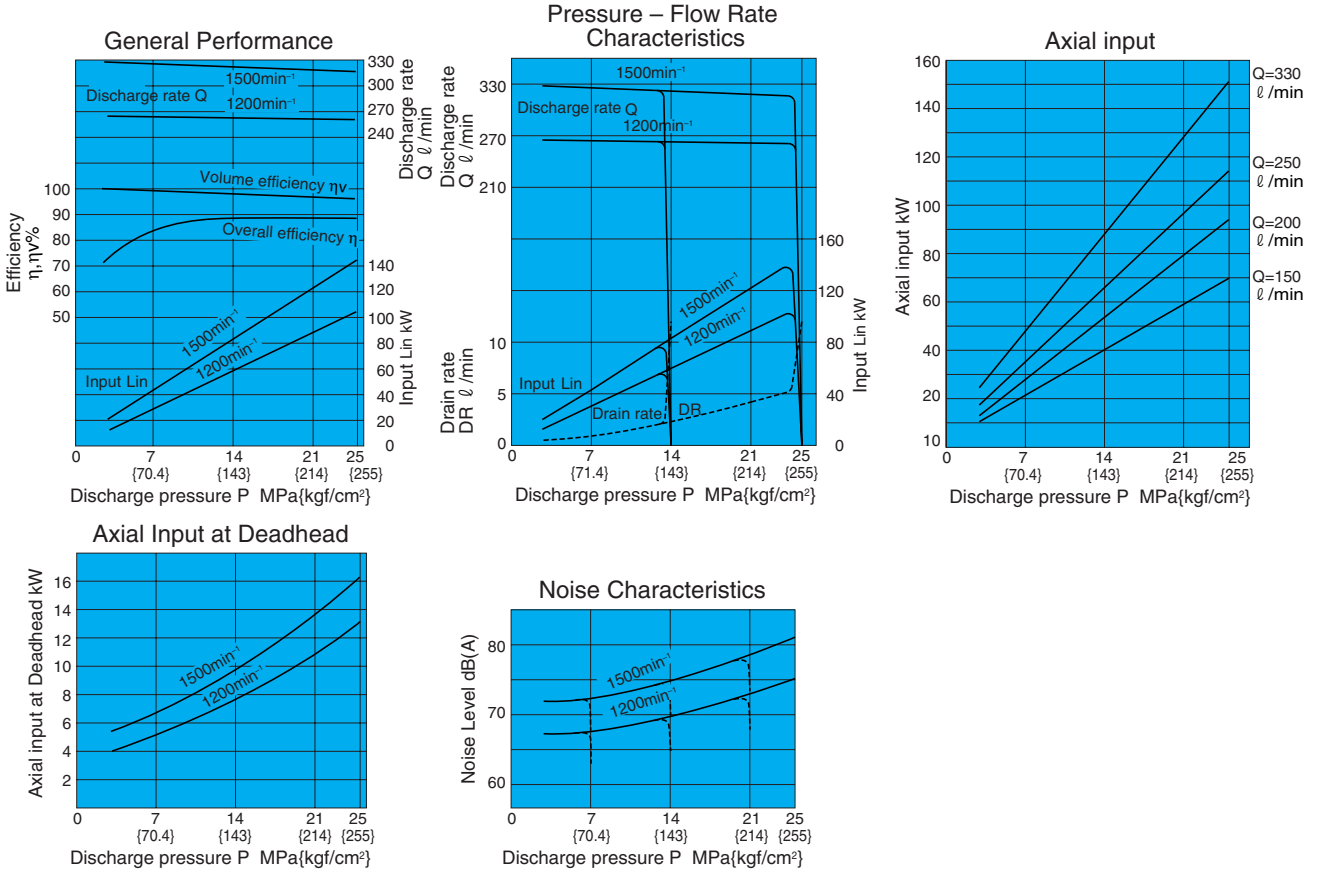 General Performance
Efficiency
η,ηv%
100
90
80
70
60
50
330
300
270
240
Discharge rate
Q ℓ/min
1500min⁻¹
Discharge rate Q
1200min⁻¹
Volume efficiency ηv
Overall efficiency η
140
120
100
80
60
40
20
0
Input Lin kW
1500min⁻¹
1200min⁻¹
Input Lin
0 7 14 21 25
{70.4} {143} {214} {255}
Discharge pressure P MPa{kgf/cm²}
Pressure – Flow Rate
Characteristics
Discharge rate
Q ℓ/min
330
270
210
1500min⁻¹
Discharge rate Q
1200min⁻¹
Drain rate
DR ℓ/min
10
5
0
160
120
80
40
0
Input Lin kW
1500min⁻¹
1200min⁻¹
Input Lin
Drain rate DR
0 7 14 21 25
{71.4} {143} {214} {255}
Discharge pressure P MPa{kgf/cm²}
Axial input
Axial input kW
160
140
120
100
80
60
40
20
10
Q=330
ℓ/min
Q=250
ℓ/min
Q=200
ℓ/min
Q=150
ℓ/min
0 7 14 21 25
{70.4} {143} {214} {255}
Discharge pressure P MPa{kgf/cm²}
Axial Input at Deadhead
Axial input at Deadhead kW
16
14
12
10
8
6
4
2
1500min⁻¹
1200min⁻¹
0 7 14 21 25
{70.4} {143} {214} {255}
Discharge pressure P MPa{kgf/cm²}
Noise Characteristics
Noise Level dB(A)
80
70
60
1500min⁻¹
1200min⁻¹
0 7 14 21 25
{70.4} {143} {214} {255}
Discharge pressure P MPa{kgf/cm²}